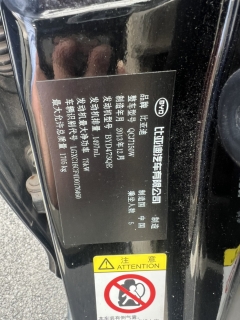 BYD
比亚迪汽车有限公司
品牌 比亚迪 制造国 中国
整车型号 QCJ7150W 乘坐人数 5
制造年月 2013年12月
发动机型号 BYD473QE
发动机排量 1497mL
发动机最大净功率 78kW
车辆识别代号
最大允许总质量 1705kg
注意
ATTENTION